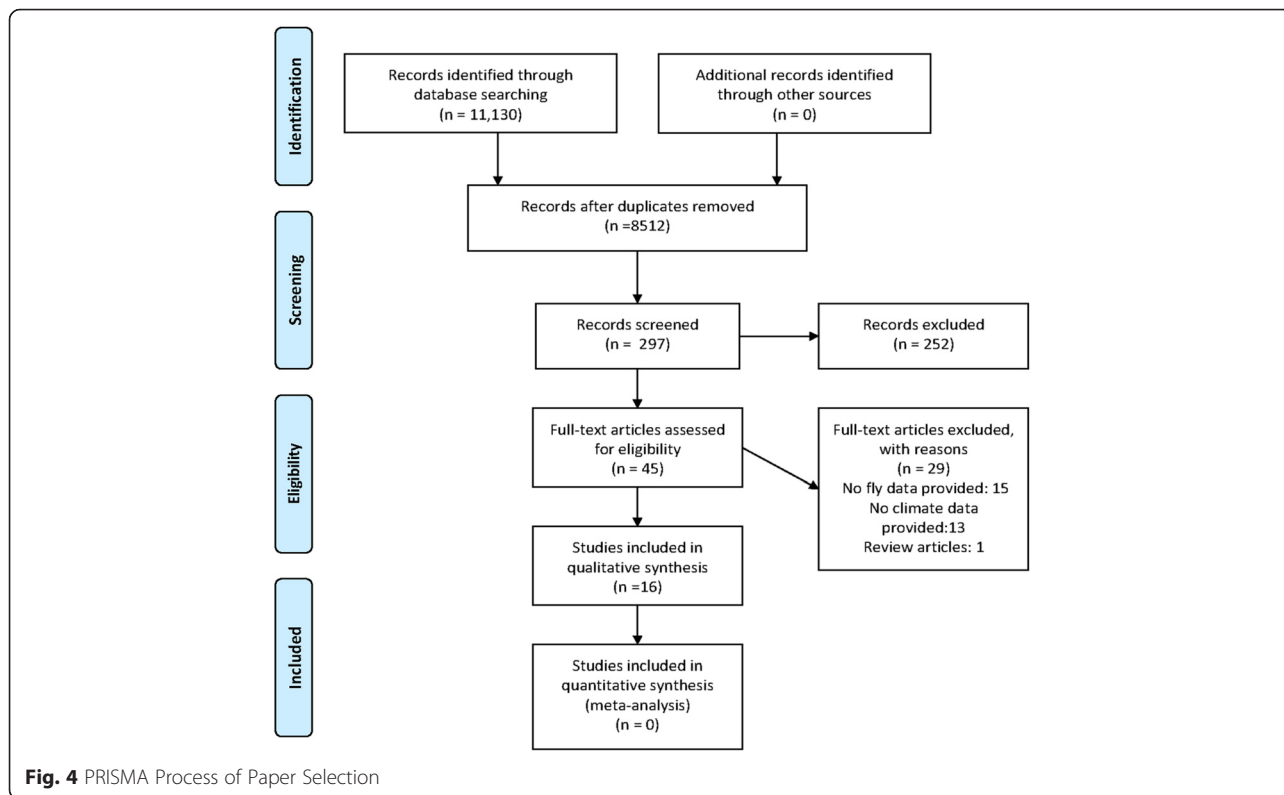 Identification
Records identified through
database searching
(n = 11,130)
Additional records identified
through other sources
(n = 0)
Records after duplicates removed
(n =8512)
Screening
Records screened
(n = 297)
Records excluded
(n = 252)
Eligibility
Full-text articles assessed
for eligibility
(n = 45)
Full-text articles excluded,
with reasons
(n = 29)
No fly data provided: 15
No climate data
provided:13
Review articles: 1
Studies included in
qualitative synthesis
(n =16)
Included
Studies included in
quantitative synthesis
(meta-analysis)
(n = 0)
Fig. 4 PRISMA Process of Paper Selection